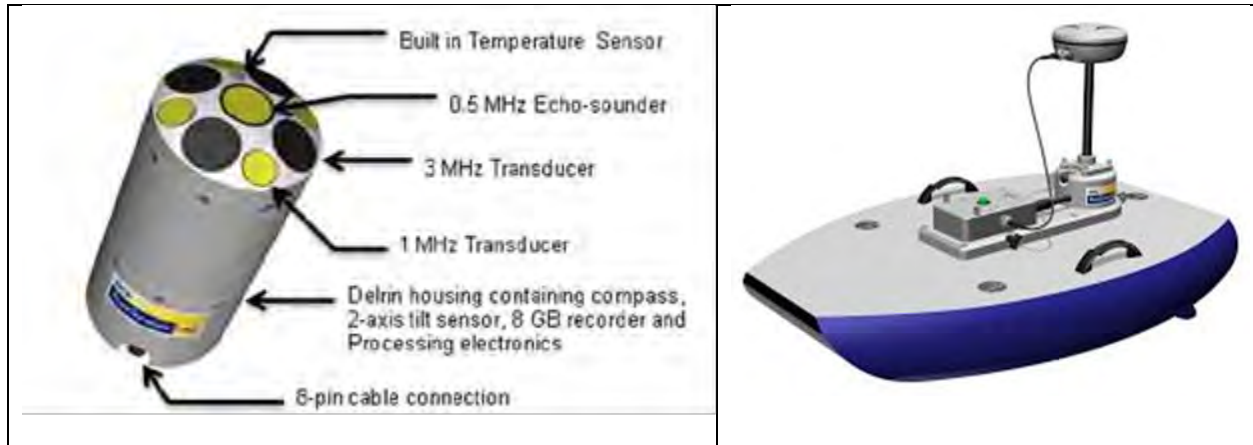 Built in Temperature Sensor
0.5 MHz Echo-sounder
3 MHz Transducer
1 MHz Transducer
Delrin housing containing compass,
2-axis tilt sensor, 8 GB recorder and
Processing electronics
8-pin cable connection